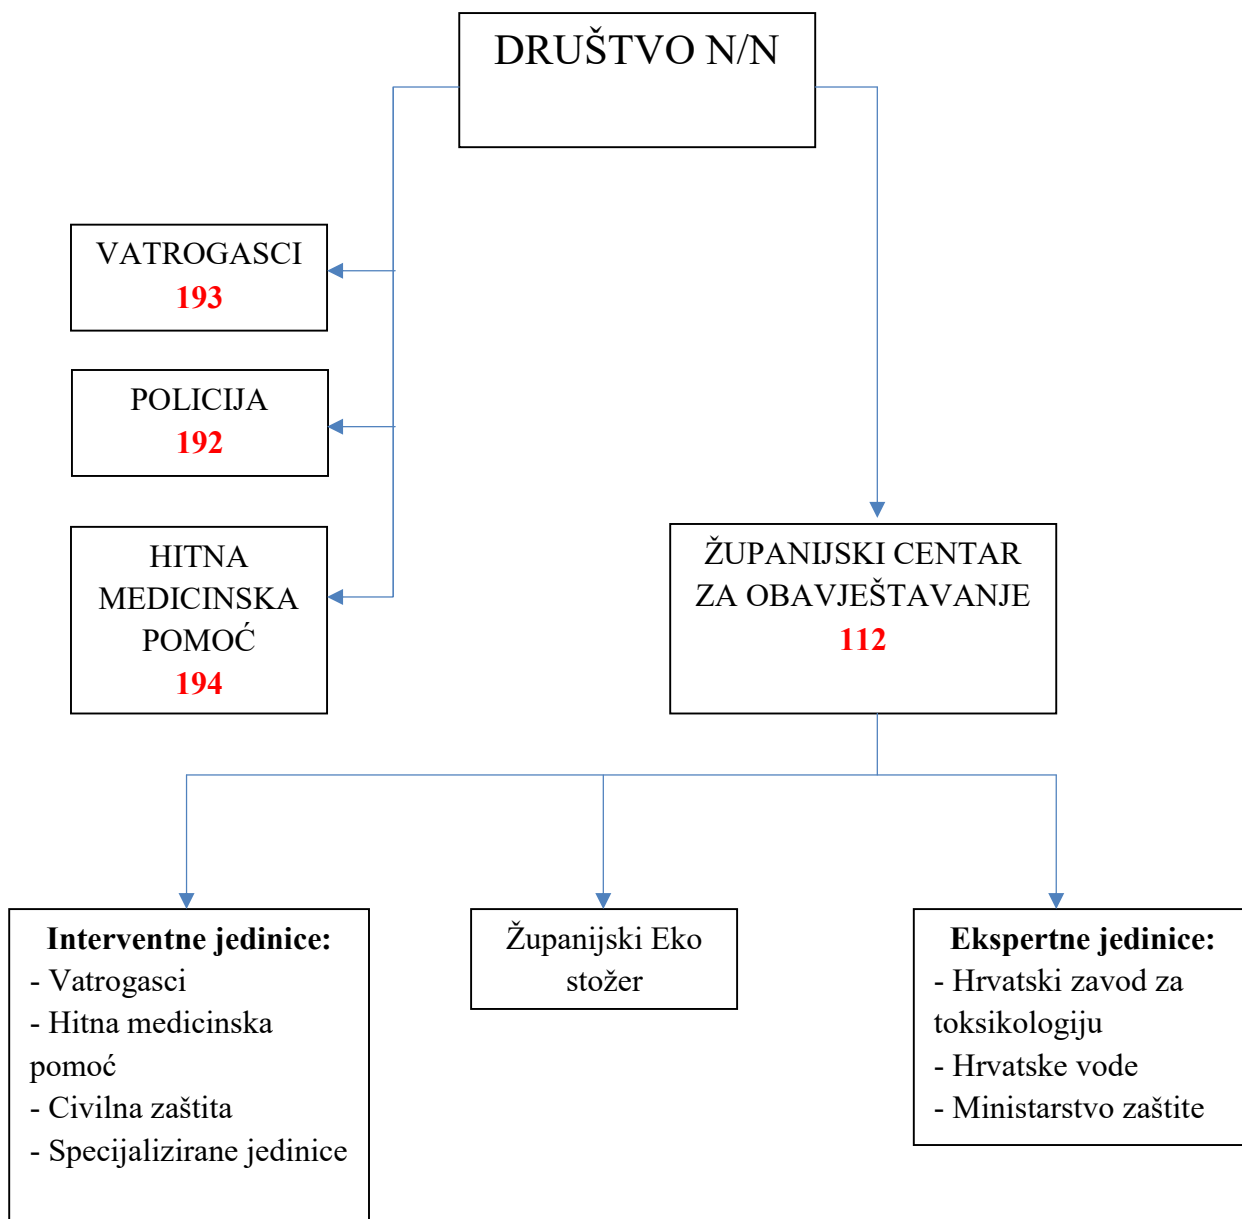 DRUŠTVO N/N
VATROGASCI
193
POLICIJA
192
HITNA
MEDICINSKA
POMOĆ
194
ŽUPANIJSKI CENTAR
ZA OBAVJEŠTAVANJE
112
Interventne jedinice:
- Vatrogasci
- Hitna medicinska
pomoć
- Civilna zaštita
- Specijalizirane jedinice
Županijski Eko
stožer
Ekspertne jedinice:
- Hrvatski zavod za
toksikologiju
- Hrvatske vode
- Ministarstvo zaštite